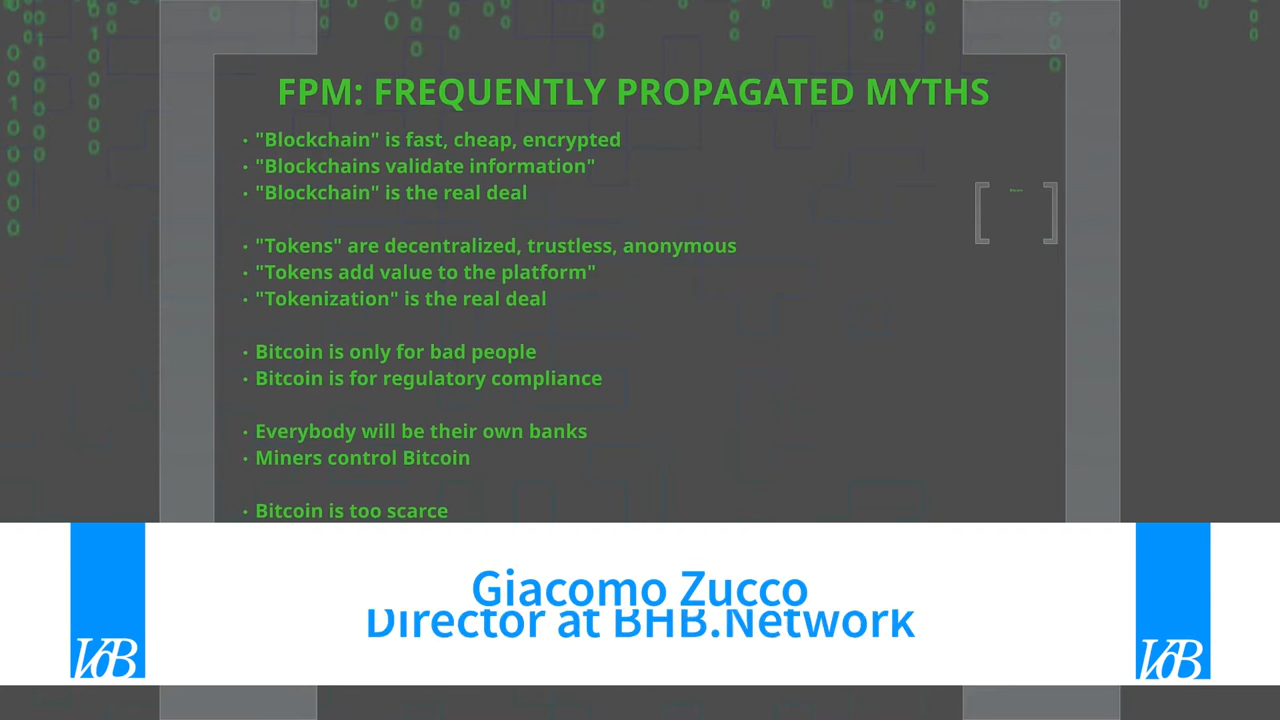 FPM: FREQUENTLY PROPAGATED MYTHS
• "Blockchain" is fast, cheap, encrypted
• "Blockchains validate information"
• "Blockchain" is the real deal
• "Tokens" are decentralized, trustless, anonymous
• "Tokens add value to the platform"
• "Tokenization" is the real deal
• Bitcoin is only for bad people
• Bitcoin is for regulatory compliance
• Everybody will be their own banks
• Miners control Bitcoin
• Bitcoin is too scarce
Giacomo Zucco
Director at BHB.Network